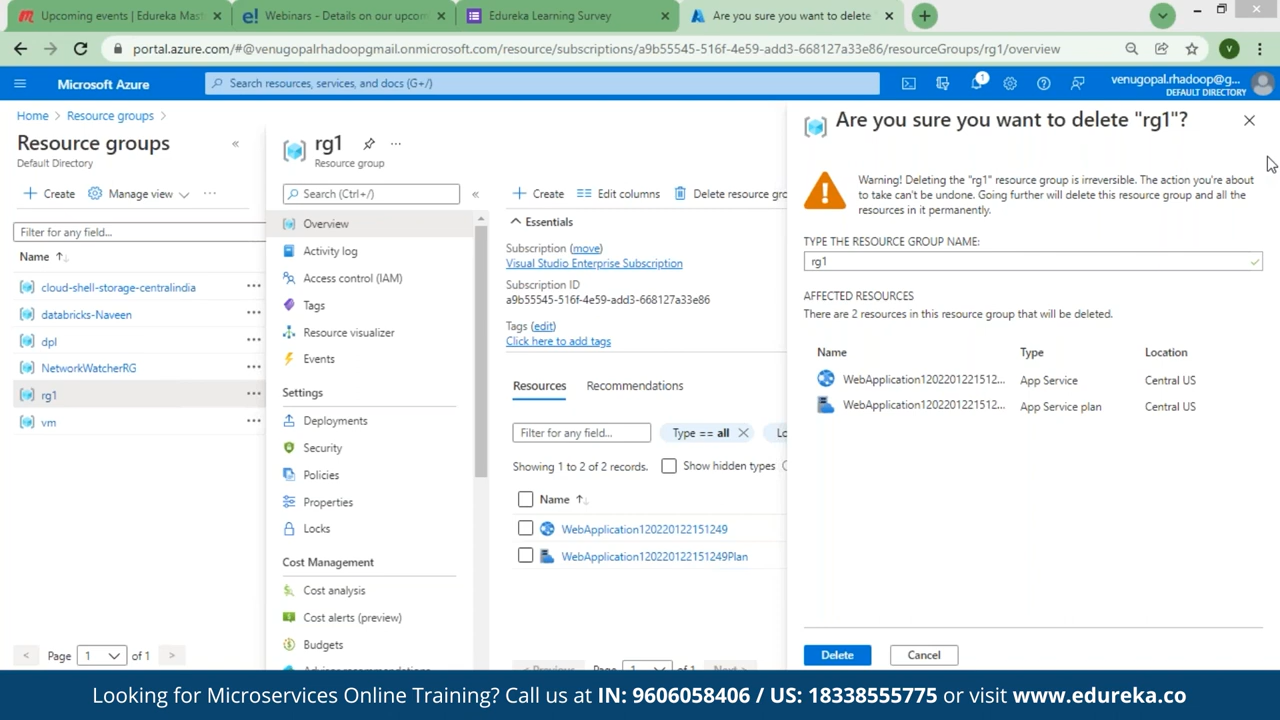 Upcoming events | Edureka Mast
Webinars - Details on our upcom
Edureka Learning Survey
Are you sure you want to delete
portal.azure.com/#@venugopalrhadoopgmail.onmicrosoft.com/resource/subscriptions/a9b55545-516f-4e59-add3-668127a33e86/resourceGroups/rg1/overview
V
Microsoft Azure
Search resources, services, and docs (G+/)
1
venugopal.rhadoop@g...
DEFAULT DIRECTORY
Home > Resource groups >
Resource groups
Default Directory
+ Create
Manage view
...
Filter for any field...
Name ↑↓
cloud-shell-storage-centralindia ...
databricks-Naveen ...
dpl ...
NetworkWatcherRG ...
rg1 ...
vm ...
< Page 1 of 1 >
rg1 ...
Resource group
Search (Ctrl+/)
«
Overview
Activity log
Access control (IAM)
Tags
Resource visualizer
Events
Settings
Deployments
Security
Policies
Properties
Locks
Cost Management
Cost analysis
Cost alerts (preview)
Budgets
Advisor recommendations
+ Create
Edit columns
Delete resource gro
Essentials
Subscription (move)
Visual Studio Enterprise Subscription
Subscription ID
a9b55545-516f-4e59-add3-668127a33e86
Tags (edit)
Click here to add tags
Resources
Recommendations
Filter for any field...
Type == all
Lo
Showing 1 to 2 of 2 records.
Show hidden types
Name ↑↓
WebApplication120220122151249
WebApplication120220122151249Plan
< Previous Page 1 of 1 Next >
Are you sure you want to delete "rg1"?
Warning! Deleting the "rg1" resource group is irreversible. The action you're about
to take can't be undone. Going further will delete this resource group and all the
resources in it permanently.
TYPE THE RESOURCE GROUP NAME:
rg1
AFFECTED RESOURCES
There are 2 resources in this resource group that will be deleted.
Name Type Location
WebApplication1202201221512... App Service Central US
WebApplication1202201221512... App Service plan Central US
Delete
Cancel
Looking for Microservices Online Training? Call us at IN: 9606058406 / US: 18338555775 or visit www.edureka.co